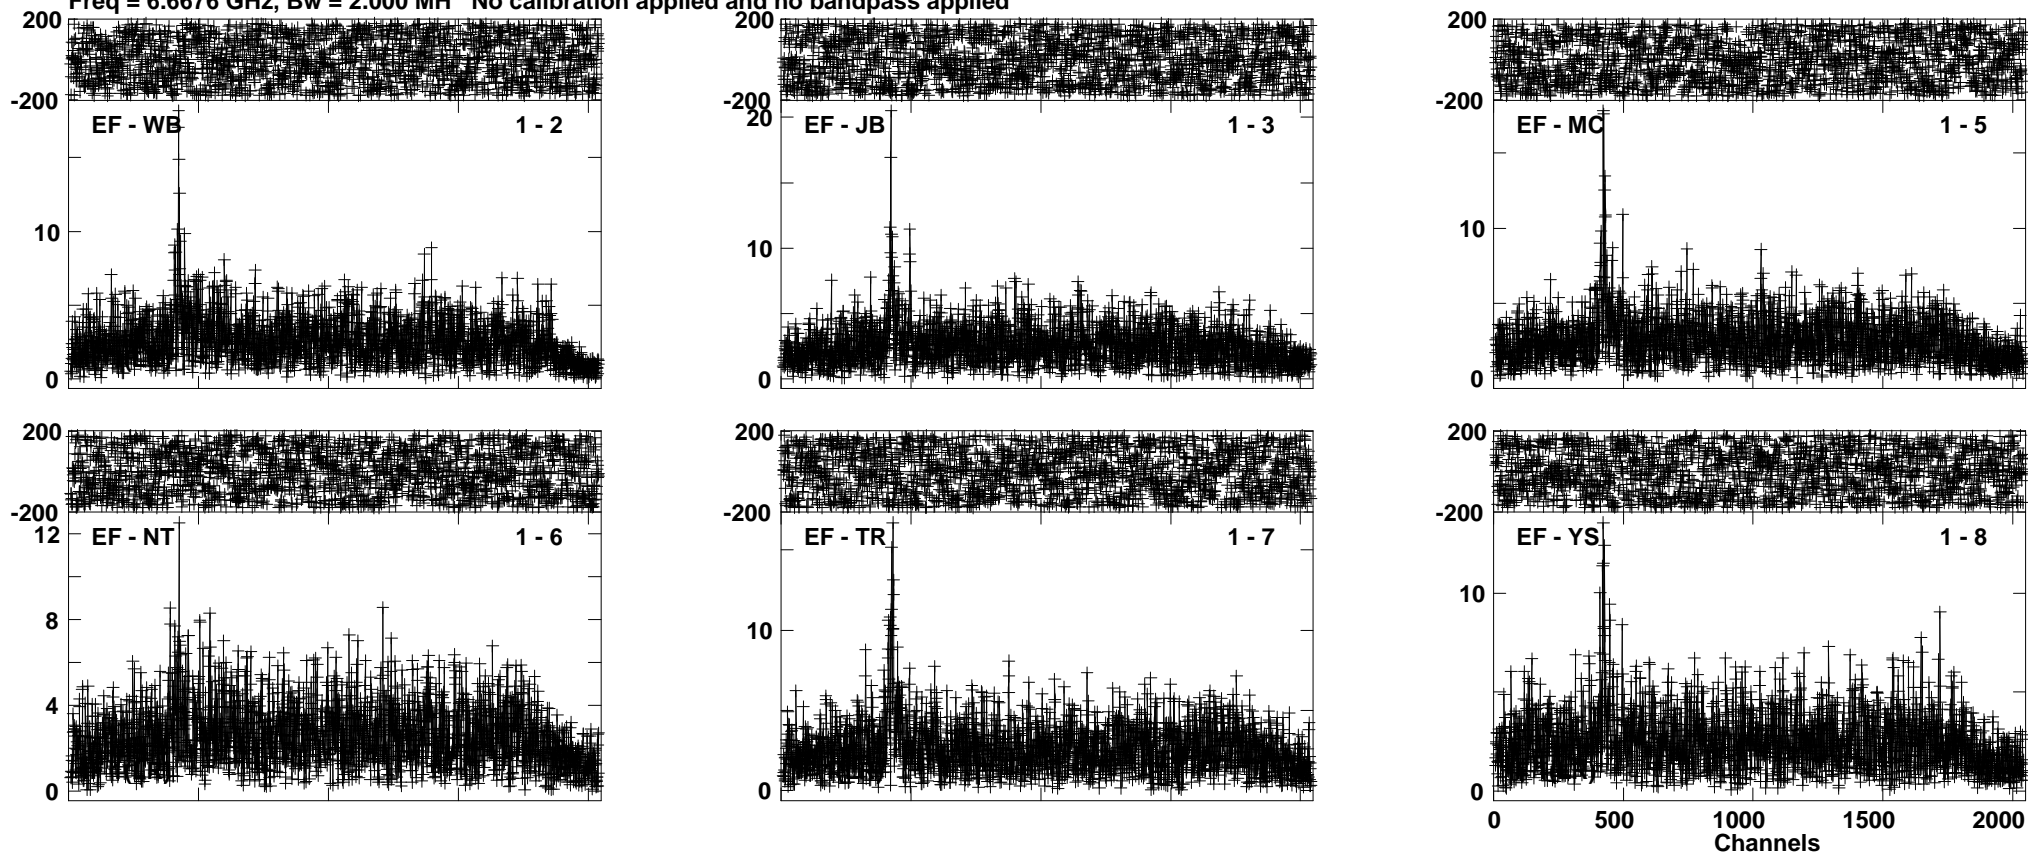 Freq = 6.6676 GHz, Bw = 2.000 MH No calibration applied and no bandpass applied
200
-200
EF - WB
1 - 2
10
0
200
-200
20
EF - JB
1 - 3
10
0
200
-200
EF - MC
1 - 5
10
0
200
-200
12
EF - NT
1 - 6
8
4
0
200
-200
EF - TR
1 - 7
10
0
200
-200
EF - YS
1 - 8
10
0
0 500 1000 1500 2000
Channels